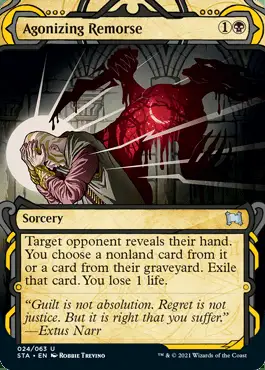 Agonizing Remorse 1
Sorcery
Target opponent reveals their hand.
You choose a nonland card from it
or a card from their graveyard. Exile
that card. You lose 1 life.
"Guilt is not absolution. Regret is not
justice. But it is right that you suffer."
—Extus Narr
024/063 U
STA • EN ROBBIE TREVINO
™ & © 2021 Wizards of the Coast